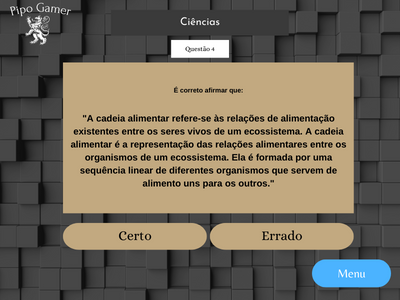 Pipo Gamer
Ciências
Questão 4
É correto afirmar que:
"A cadeia alimentar refere-se às relações de alimentação
existentes entre os seres vivos de um ecossistema. A cadeia
alimentar é a representação das relações alimentares entre os
organismos de um ecossistema. Ela é formada por uma
sequência linear de diferentes organismos que servem de
alimento uns para os outros."
Certo
Errado
Menu